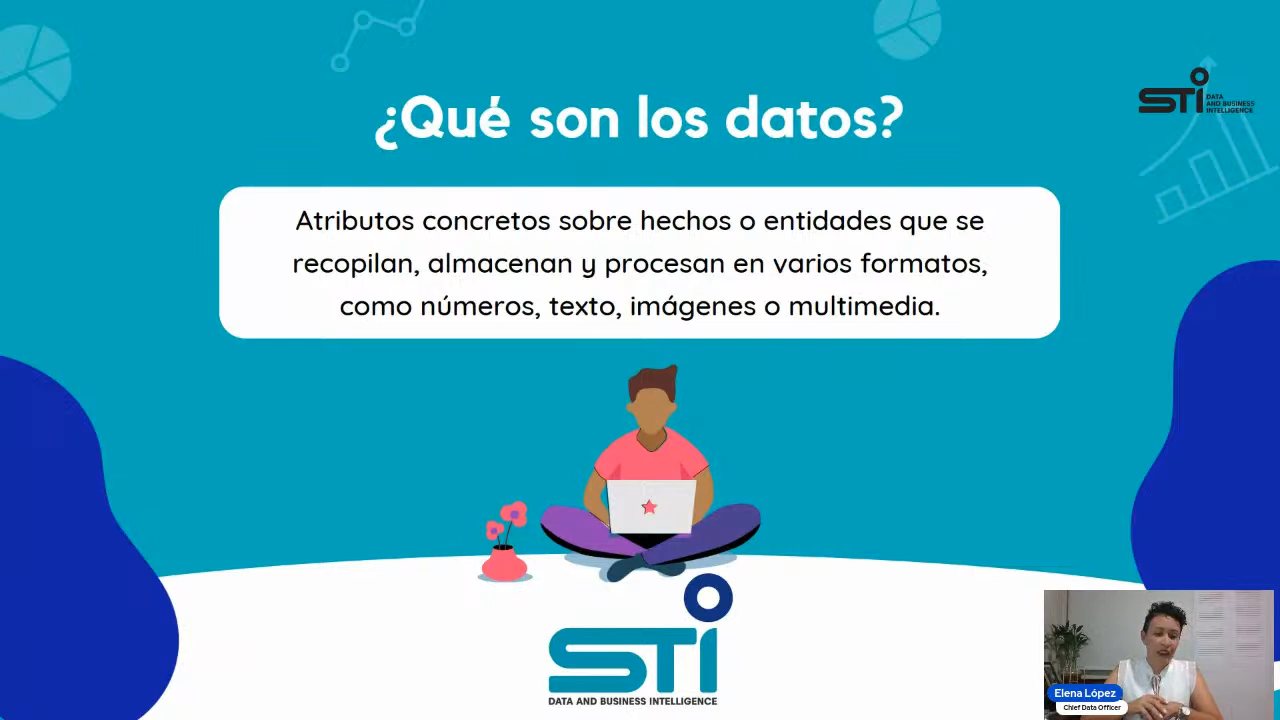 ¿Qué son los datos?
STi DATA AND BUSINESS INTELLIGENCE
Atributos concretos sobre hechos o entidades que se
recopilan, almacenan y procesan en varios formatos,
como números, texto, imágenes o multimedia.
STi
DATA AND BUSINESS INTELLIGENCE
Elena López
Chief Data Officer